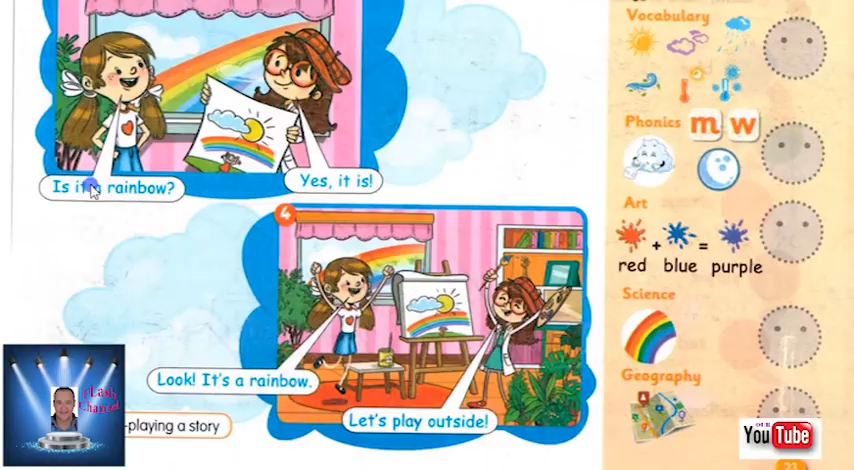 Is it a rainbow?
Yes, it is!
4
Look! It's a rainbow.
Let's play outside!
-playing a story
Vocabulary
Phonics m w
Art
+ =
red blue purple
Science
Geography
23
FLash
Channel
OUR
YouTube